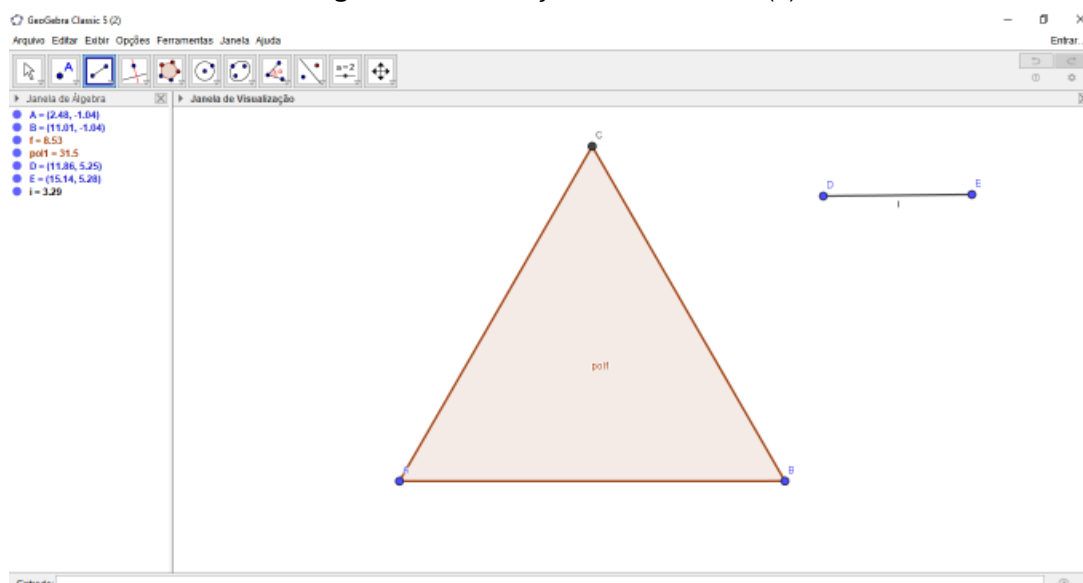 GeoGebra Classic 5 (2)
Arquivo Editar Exibir Opções Ferramentas Janela Ajuda
Entrar...
A
a=2
Janela de Álgebra
Janela de Visualização
A = (2.48, -1.04)
B = (11.01, -1.04)
f = 8.53
pol1 = 31.5
D = (11.86, 5.25)
E = (15.14, 5.28)
i = 3.29
C
D
E
i
pol1
A
B